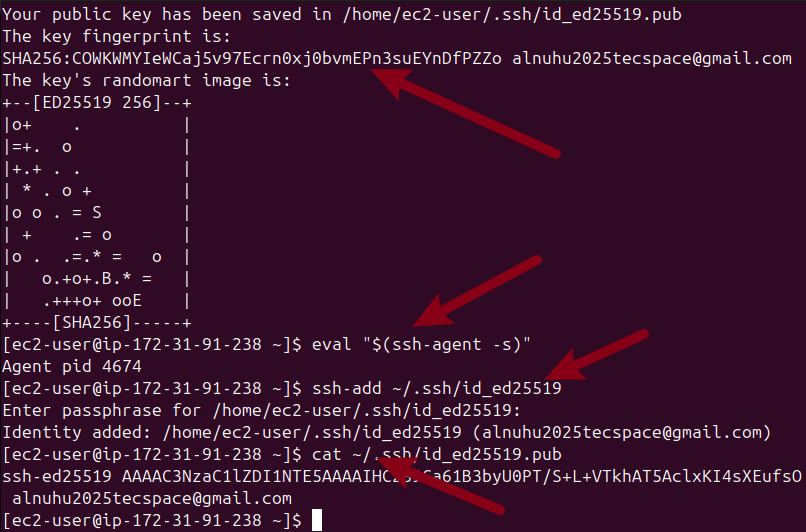 Your public key has been saved in /home/ec2-user/.ssh/id_ed25519.pub
The key fingerprint is:
SHA256:COWKWMYIeWCaj5v97Ecrn0xj0bvmEPn3suEYnDfPZZo alnuhu2025tecspace@gmail.com
The key's randomart image is:
+--[ED25519 256]--+
|o+    .          |
|=+.  o           |
|+.+ . .          |
| * . o +         |
|o o . = S        |
| +    .= o       |
|o .  .=.* =   o  |
|   o.+o+.B.* =   |
|   .+++o+ ooE    |
+----[SHA256]-----+
[ec2-user@ip-172-31-91-238 ~]$ eval "$(ssh-agent -s)"
Agent pid 4674
[ec2-user@ip-172-31-91-238 ~]$ ssh-add ~/.ssh/id_ed25519
Enter passphrase for /home/ec2-user/.ssh/id_ed25519:
Identity added: /home/ec2-user/.ssh/id_ed25519 (alnuhu2025tecspace@gmail.com)
[ec2-user@ip-172-31-91-238 ~]$ cat ~/.ssh/id_ed25519.pub
ssh-ed25519
alnuhu2025tecspace@gmail.com
[ec2-user@ip-172-31-91-238 ~]$